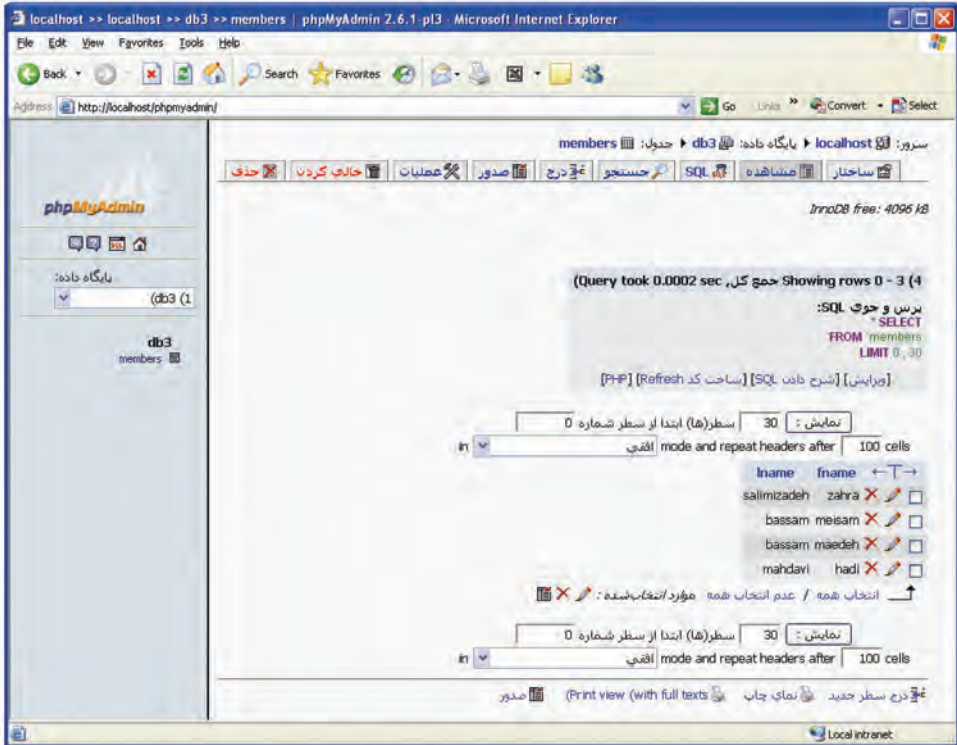 localhost >> localhost >> db3 >> members | phpMyAdmin 2.6.1-pl3 - Microsoft Internet Explorer
File Edit View Favorites Tools Help
Back Search Favorites
Address http://localhost/phpmyadmin/ Go Links » Convert Select
سرور: localhost پایگاه داده: db3 جدول: members
ساختار مشاهده SQL جستجو درج صدور عملیات خالي کردن حذف
InnoDB free: 4096 kB
phpMyAdmin
پایگاه داده:
(db3 (1
db3
members
(Query took 0.0002 sec ,جمع کل Showing rows 0 - 3 (4
پرس و جوي SQL:
* SELECT
FROM `members
LIMIT 0 , 30
[ویرایش] [شرح دادن SQL] [ساخت کد PHP] [Refresh]
نمایش : 30 سطر(ها) ابتدا از سطر شماره 0
in افقي mode and repeat headers after 100 cells
lname fname ←T→
salimizadeh zahra
bassam meisam
bassam maedeh
mahdavi hadi
انتخاب همه / عدم انتخاب همه موارد انتخاب‌شده :
نمایش : 30 سطر(ها) ابتدا از سطر شماره 0
in افقي mode and repeat headers after 100 cells
درج سطر جدید نماي چاپ (Print view (with full texts صدور
Local intranet